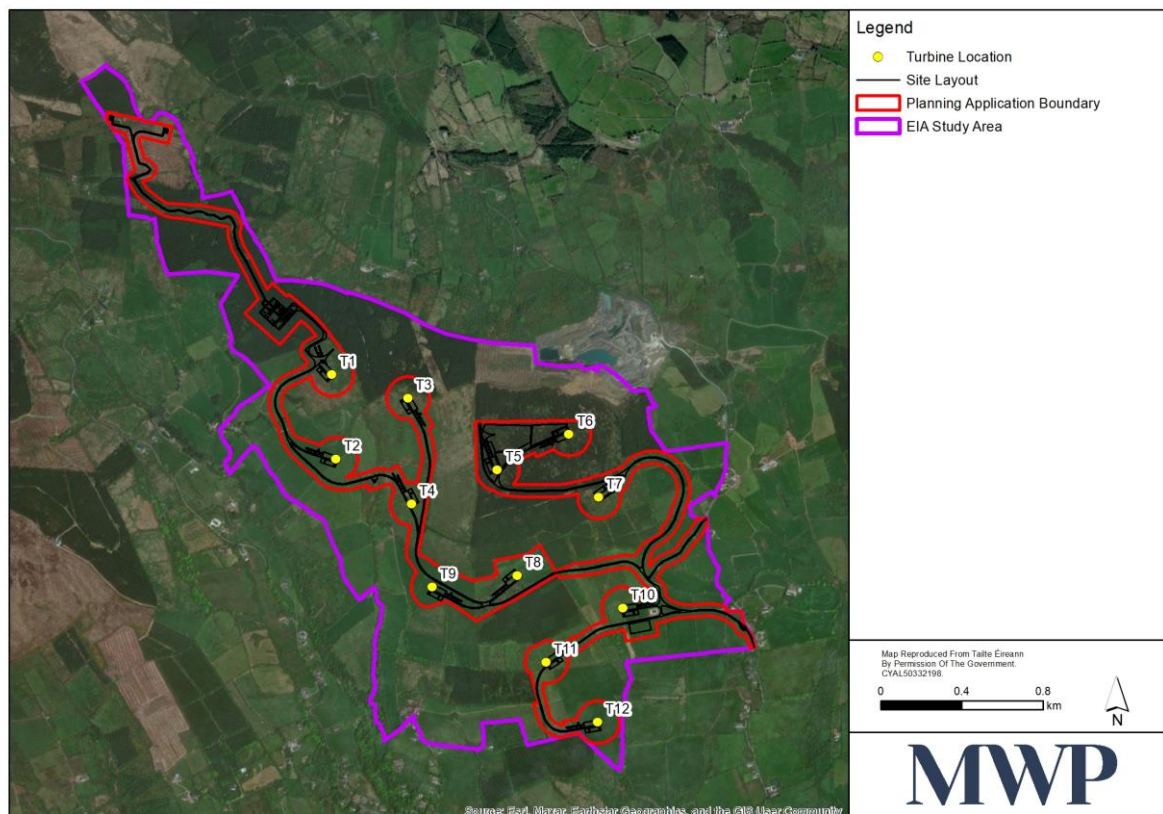 Legend
Turbine Location
Site Layout
Planning Application Boundary
EIA Study Area
T1
T3
T6
T2
T5
T4
T7
T8
T9
T10
T11
T12
Map Reproduced From Tailte Éireann
By Permission Of The Government.
CYAL50332198.
0 0.4 0.8
km
N
MWP
Source: Esri, Maxar, Earthstar Geographics, and the GIS User Community